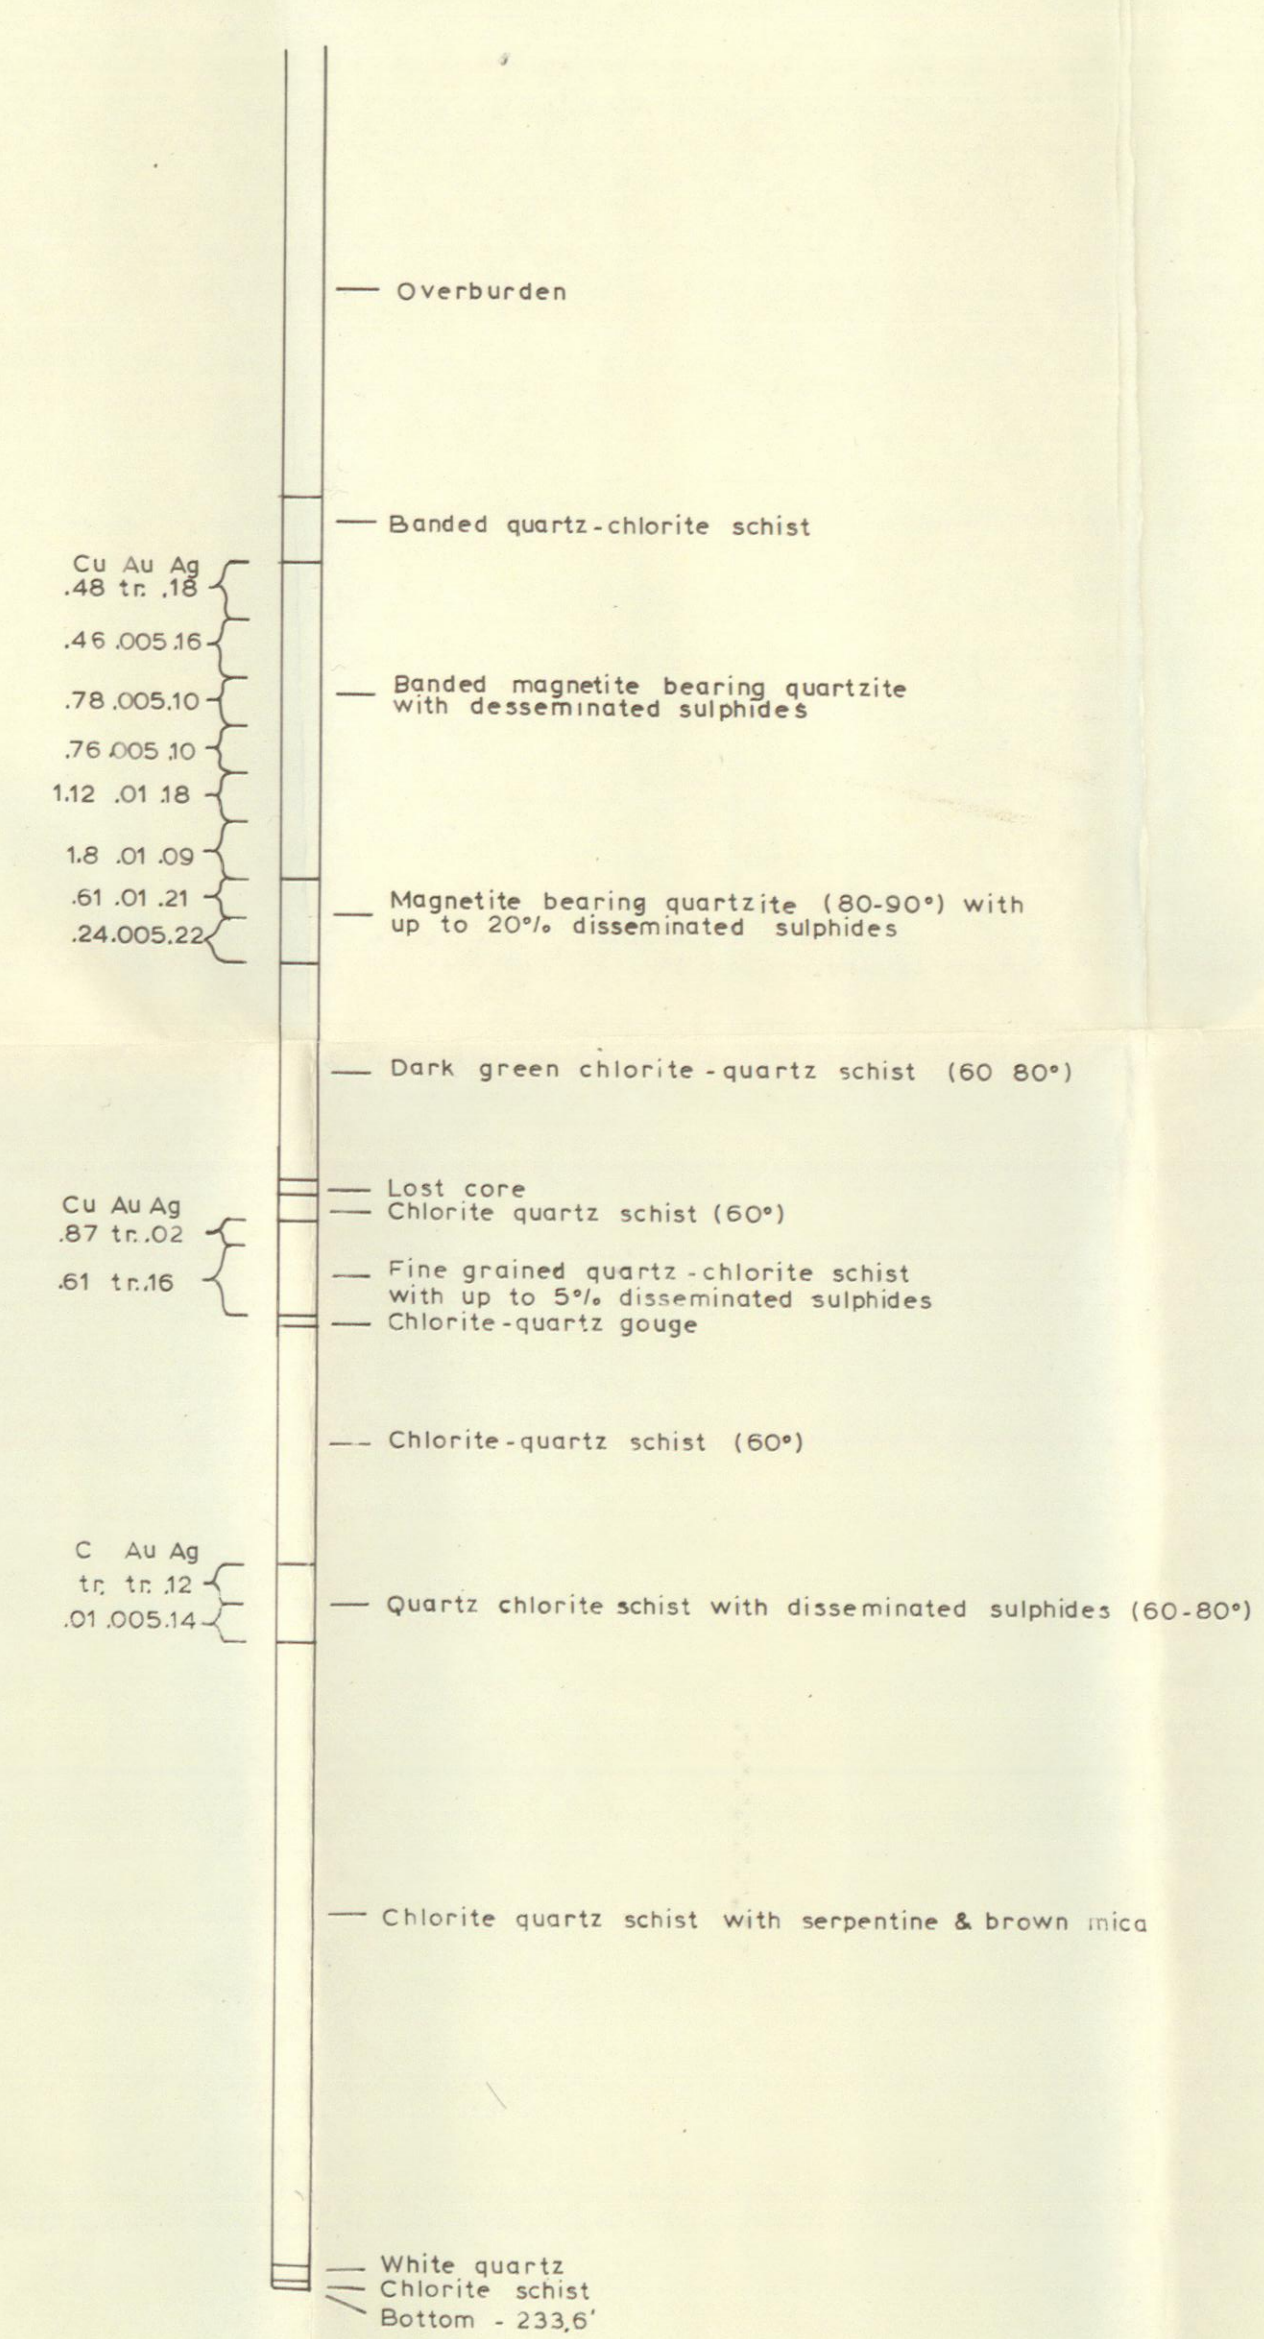 Overburden
Banded quartz-chlorite schist
Cu Au Ag
.48 tr. .18
.46 .005 .16
.78 .005 .10
Banded magnetite bearing quartzite
with desseminated sulphides
.76 .005 .10
1.12 .01 .18
1.8 .01 .09
.61 .01 .21
Magnetite bearing quartzite (80-90°) with
up to 20% disseminated sulphides
.24 .005 .22
Dark green chlorite-quartz schist (60 80°)
Lost core
Cu Au Ag
Chlorite quartz schist (60°)
.87 tr. .02
.61 tr. .16
Fine grained quartz-chlorite schist
with up to 5% disseminated sulphides
Chlorite-quartz gouge
Chlorite-quartz schist (60°)
C Au Ag
tr. tr. .12
.01 .005 .14
Quartz chlorite schist with disseminated sulphides (60-80°)
Chlorite quartz schist with serpentine & brown mica
White quartz
Chlorite schist
Bottom - 233.6'